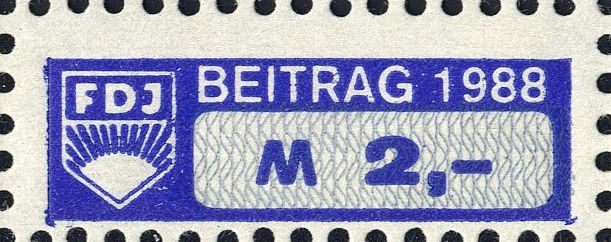 FDJ
BEITRAG 1988
M 2,-